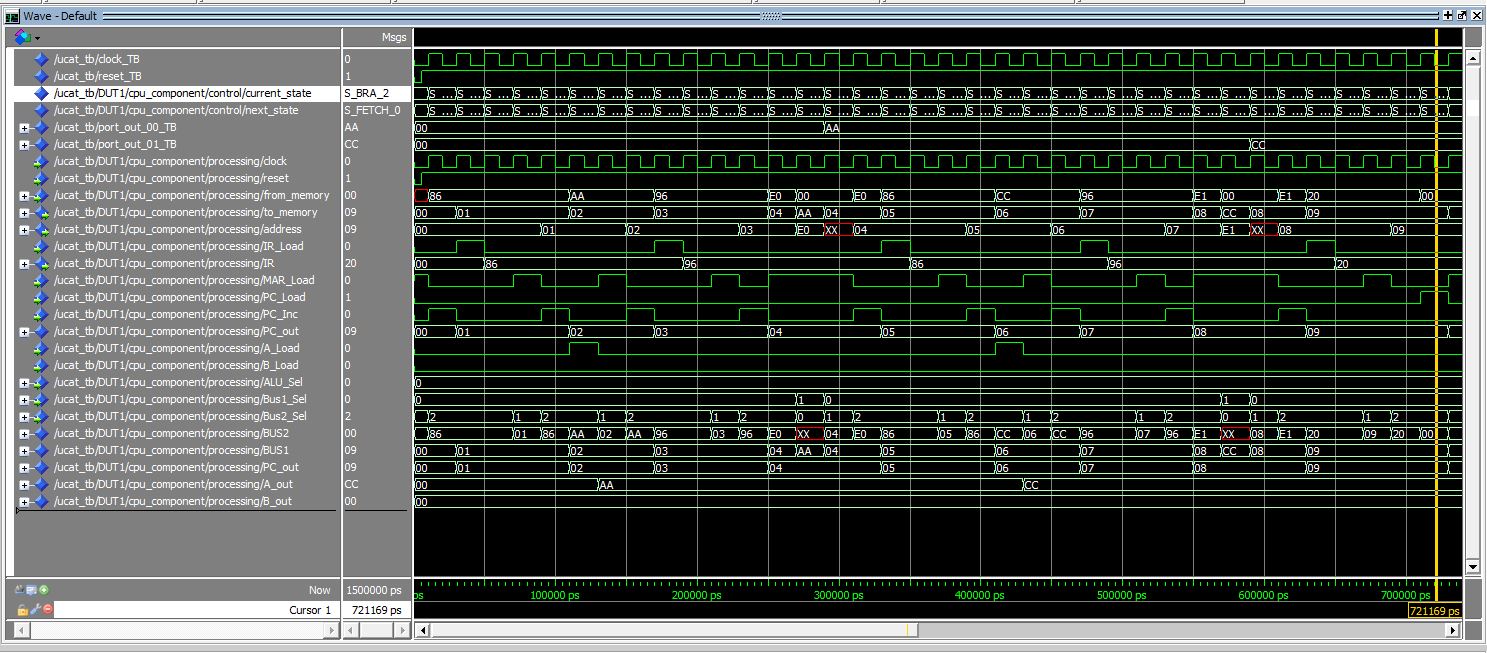 Wave - Default
Msgs
/ucat_tb/clock_TB 0
/ucat_tb/reset_TB 1
/ucat_tb/DUT1/cpu_component/control/current_state S_BRA_2 S ... S ... S ... S ... S ... S ... S ... S ... S ... S ... S ... S ... S ... S ... S ... S ... S ... S ... S ... S ... S ... S ... S ... S ... S ... S ... S ... S ... S ... S ... S ... S ... S ... S ... S ... S ...
/ucat_tb/DUT1/cpu_component/control/next_state S_FETCH_0 S ... S ... S ... S ... S ... S ... S ... S ... S ... S ... S ... S ... S ... S ... S ... S ... S ... S ... S ... S ... S ... S ... S ... S ... S ... S ... S ... S ... S ... S ... S ... S ... S ... S ... S ... S ...
/ucat_tb/port_out_00_TB AA 00 AA
/ucat_tb/port_out_01_TB CC 00 CC
/ucat_tb/DUT1/cpu_component/processing/clock 0
/ucat_tb/DUT1/cpu_component/processing/reset 1
/ucat_tb/DUT1/cpu_component/processing/from_memory 00 86 AA 96 E0 00 E0 86 CC 96 E1 00 E1 20 00
/ucat_tb/DUT1/cpu_component/processing/to_memory 09 00 01 02 03 04 AA 04 05 06 07 08 CC 08 09
/ucat_tb/DUT1/cpu_component/processing/address 09 00 01 02 03 E0 XX 04 05 06 07 E1 XX 08 09
/ucat_tb/DUT1/cpu_component/processing/IR_Load 0
/ucat_tb/DUT1/cpu_component/processing/IR 20 00 86 96 86 96 20
/ucat_tb/DUT1/cpu_component/processing/MAR_Load 0
/ucat_tb/DUT1/cpu_component/processing/PC_Load 1
/ucat_tb/DUT1/cpu_component/processing/PC_Inc 0
/ucat_tb/DUT1/cpu_component/processing/PC_out 09 00 01 02 03 04 05 06 07 08 09
/ucat_tb/DUT1/cpu_component/processing/A_Load 0
/ucat_tb/DUT1/cpu_component/processing/B_Load 0
/ucat_tb/DUT1/cpu_component/processing/ALU_Sel 0 0
/ucat_tb/DUT1/cpu_component/processing/Bus1_Sel 0 0 1 0 1 0
/ucat_tb/DUT1/cpu_component/processing/Bus2_Sel 2 2 1 2 1 2 1 2 0 1 2 1 2 1 2 1 2 0 1 2 1 2
/ucat_tb/DUT1/cpu_component/processing/BUS2 00 86 01 86 AA 02 AA 96 03 96 E0 XX 04 E0 86 05 86 CC 06 CC 96 07 96 E1 XX 08 E1 20 09 20 00
/ucat_tb/DUT1/cpu_component/processing/BUS1 09 00 01 02 03 04 AA 04 05 06 07 08 CC 08 09
/ucat_tb/DUT1/cpu_component/processing/PC_out 09 00 01 02 03 04 05 06 07 08 09
/ucat_tb/DUT1/cpu_component/processing/A_out CC 00 AA CC
/ucat_tb/DUT1/cpu_component/processing/B_out 00 00
Now 1500000 ps ps 100000 ps 200000 ps 300000 ps 400000 ps 500000 ps 600000 ps 700000 ps
Cursor 1 721169 ps 721169 ps